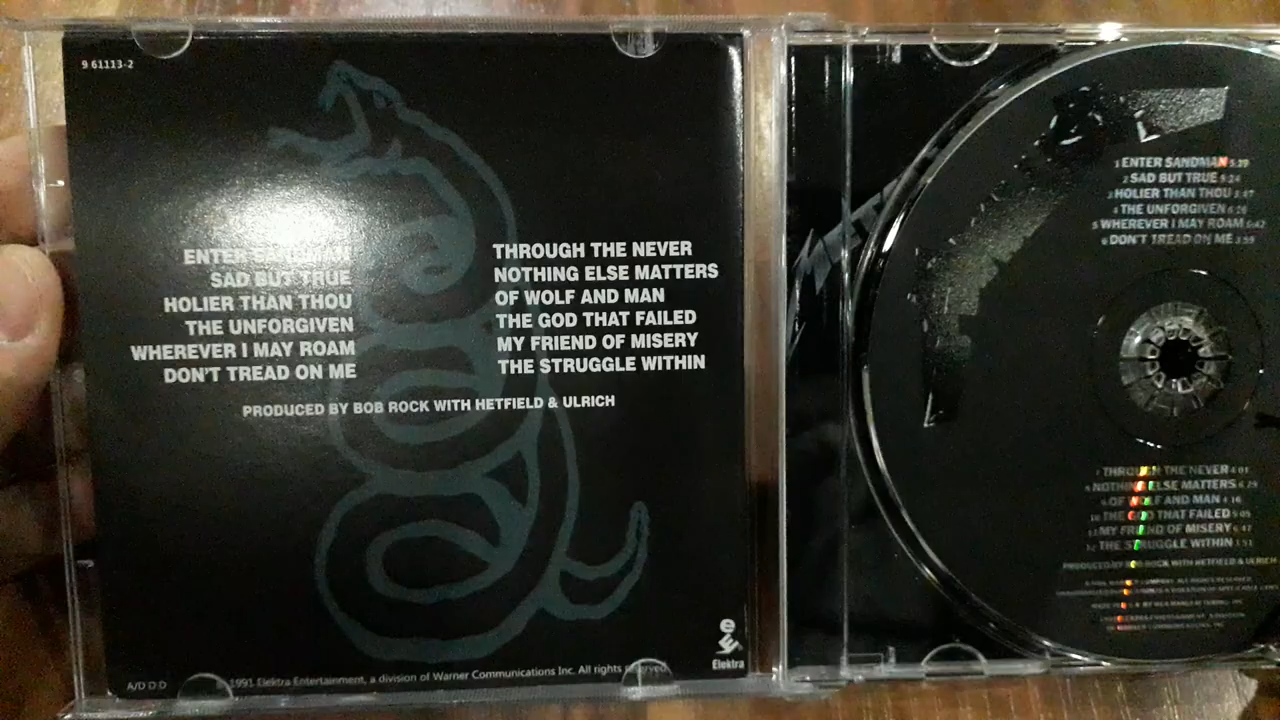 9 61113-2
ENTER SANDMAN
SAD BUT TRUE
HOLIER THAN THOU
THE UNFORGIVEN
WHEREVER I MAY ROAM
DON'T TREAD ON ME
THROUGH THE NEVER
NOTHING ELSE MATTERS
OF WOLF AND MAN
THE GOD THAT FAILED
MY FRIEND OF MISERY
THE STRUGGLE WITHIN
PRODUCED BY BOB ROCK WITH HETFIELD & ULRICH
Elektra
A/D D D
1991 Elektra Entertainment, a division of Warner Communications Inc. All rights reserved.
1 ENTER SANDMAN 5:29
2 SAD BUT TRUE 5:24
3 HOLIER THAN THOU 3:47
4 THE UNFORGIVEN 6:26
5 WHEREVER I MAY ROAM 6:42
6 DON'T TREAD ON ME 3:59
7 THROUGH THE NEVER 4:01
8 NOTHING ELSE MATTERS 6:29
9 OF WOLF AND MAN 4:16
10 THE GOD THAT FAILED 5:05
11 MY FRIEND OF MISERY 6:47
12 THE STRUGGLE WITHIN 3:51
PRODUCED BY BOB ROCK WITH HETFIELD & ULRICH